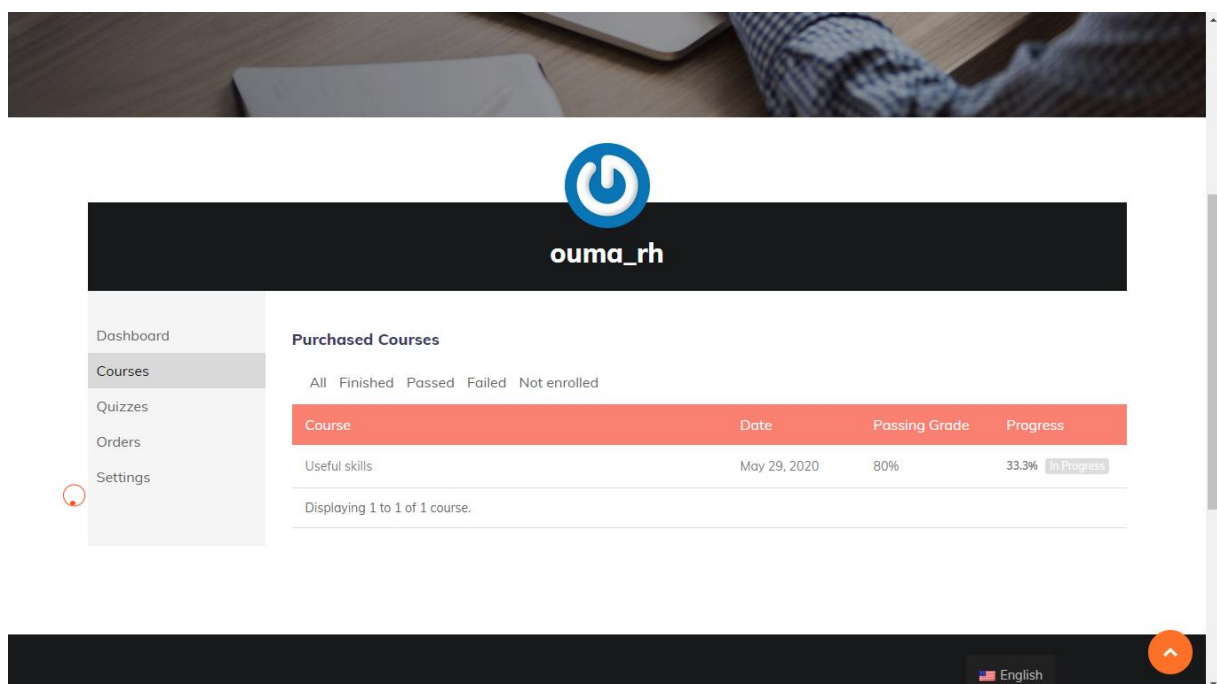 ouma_rh
Dashboard
Courses
Quizzes
Orders
Settings
Purchased Courses
All Finished Passed Failed Not enrolled
Course Date Passing Grade Progress
Useful skills May 29, 2020 80% 33.3% In Progress
Displaying 1 to 1 of 1 course.
English